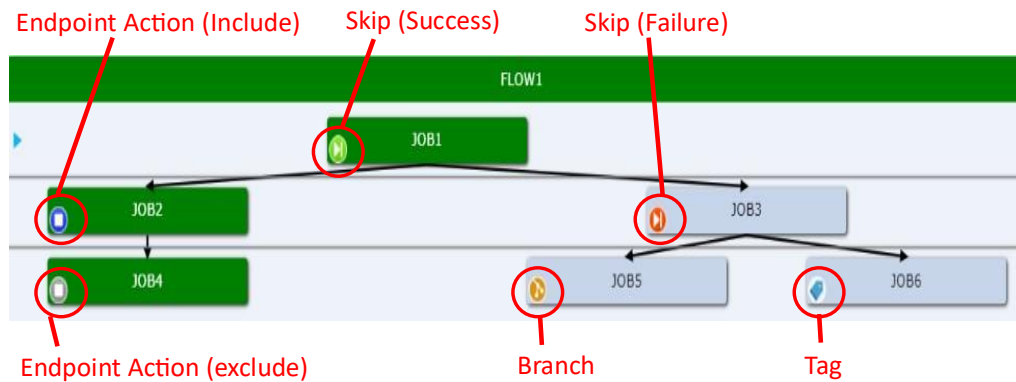 Endpoint Action (Include) Skip (Success) Skip (Failure)
FLOW1
JOB1
JOB2 JOB3
JOB4 JOB5 JOB6
Endpoint Action (exclude) Branch Tag